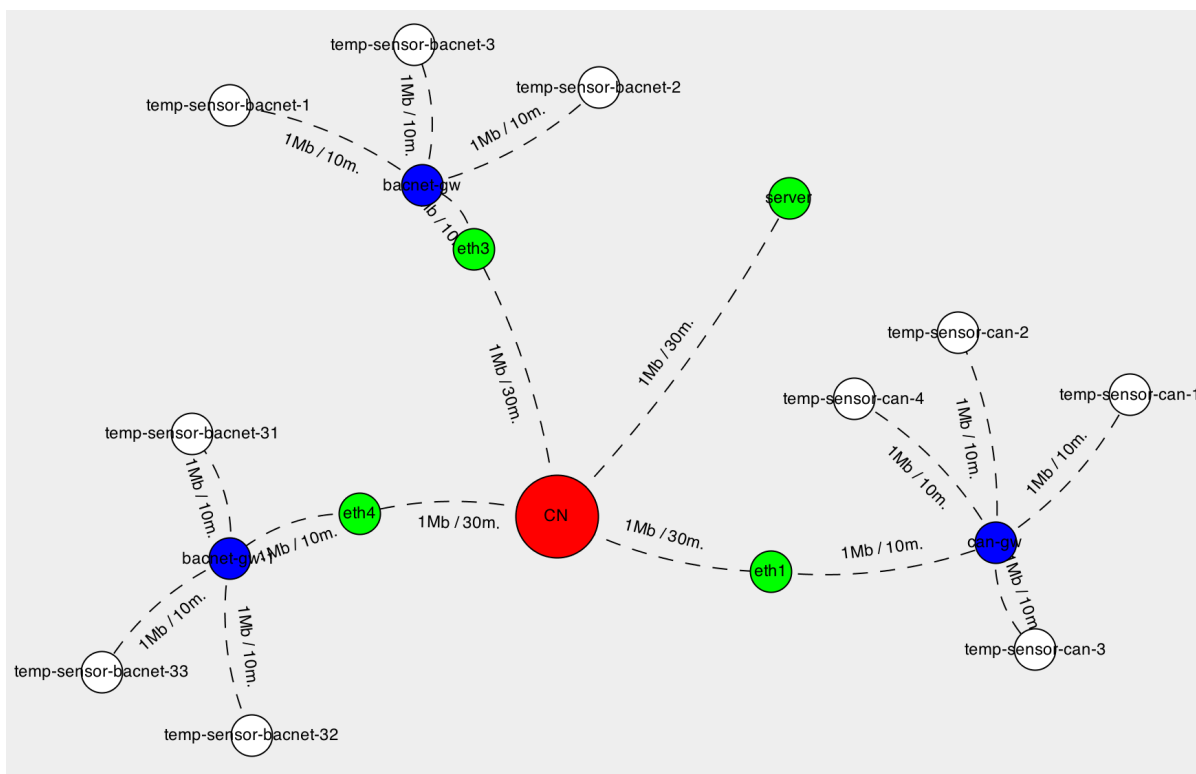 temp-sensor-bacnet-3
temp-sensor-bacnet-2
temp-sensor-bacnet-1
1Mb / 10m.
1Mb / 10m.
1Mb / 10m.
bacnet-gw
server
b / 10
eth3
1Mb / 30m.
1Mb / 30m.
temp-sensor-can-2
temp-sensor-can-4
temp-sensor-can-1
1Mb / 10m.
1Mb / 10m.
1Mb / 10m.
temp-sensor-bacnet-31
1Mb / 10m.
eth4
1Mb / 30m.
CN
1Mb / 30m.
can-gw
bacnet-gw-1
1Mb / 10m.
1Mb / 10m.
eth1
1Mb / 10m
1Mb / 10m.
1Mb / 10m.
temp-sensor-can-3
temp-sensor-bacnet-33
temp-sensor-bacnet-32